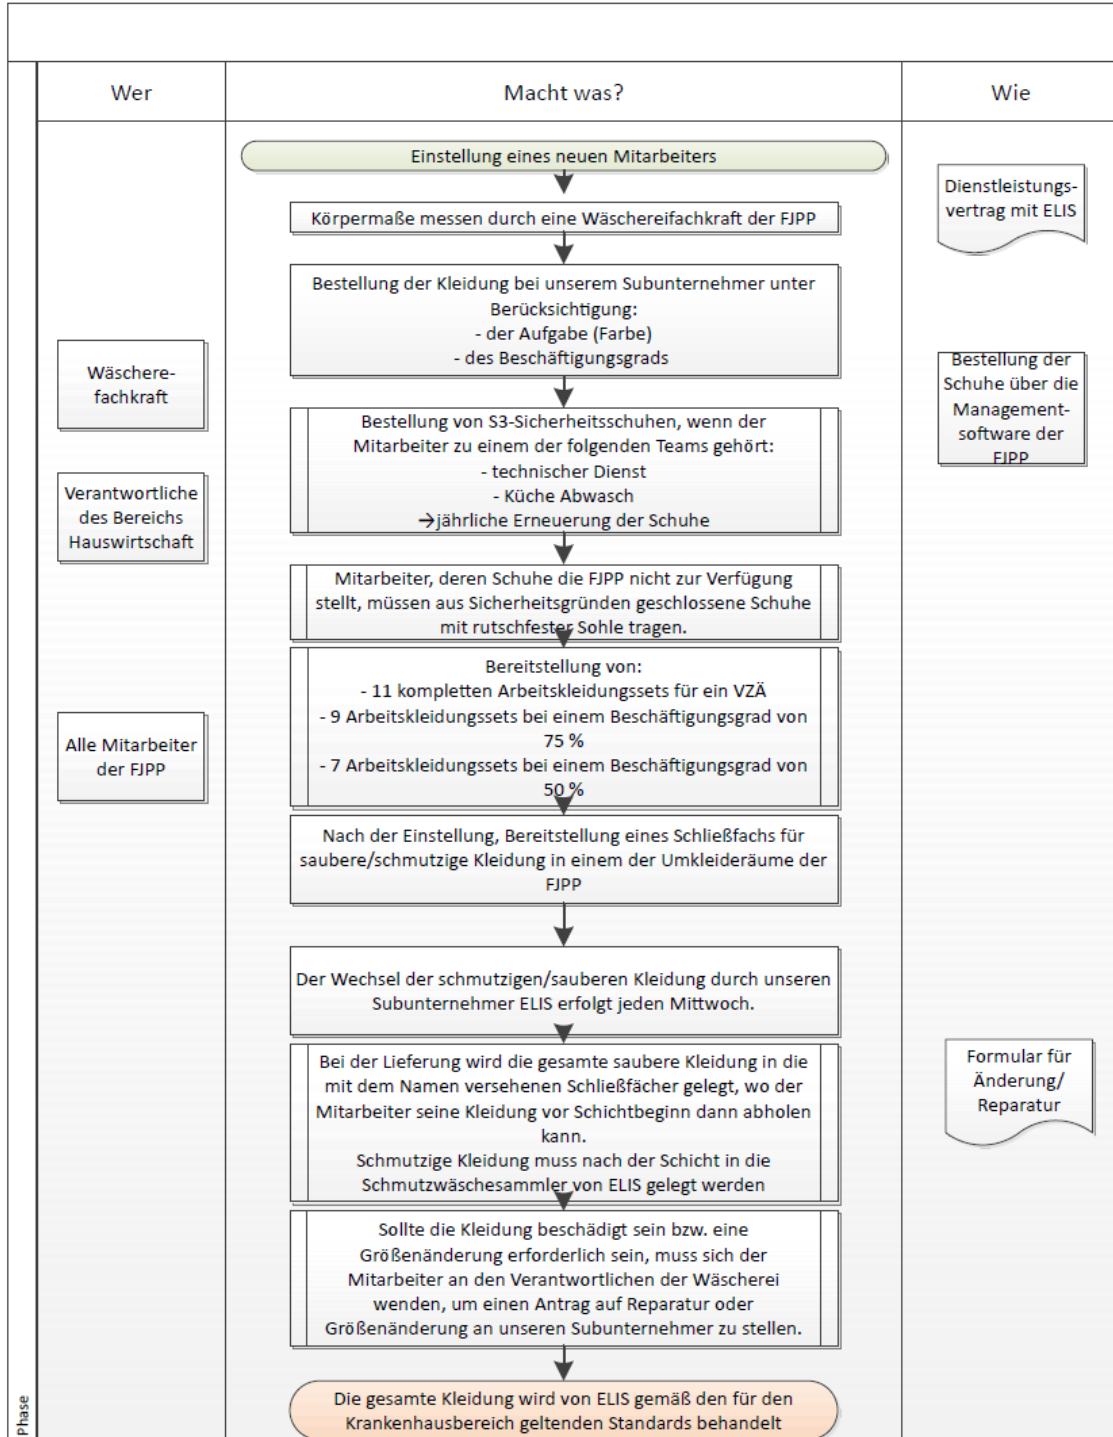 Wer
Macht was?
Wie
Einstellung eines neuen Mitarbeiters
Dienstleistungs-
vertrag mit ELIS
Körpermaße messen durch eine Wäschereifachkraft der FJPP
Bestellung der Kleidung bei unserem Subunternehmer unter
Berücksichtigung:
- der Aufgabe (Farbe)
- des Beschäftigungsgrads
Wäschere-
fachkraft
Bestellung der
Schuhe über die
Management-
software der
FJPP
Bestellung von S3-Sicherheitsschuhen, wenn der
Mitarbeiter zu einem der folgenden Teams gehört:
- technischer Dienst
- Küche Abwasch
→jährliche Erneuerung der Schuhe
Verantwortliche
des Bereichs
Hauswirtschaft
Mitarbeiter, deren Schuhe die FJPP nicht zur Verfügung
stellt, müssen aus Sicherheitsgründen geschlossene Schuhe
mit rutschfester Sohle tragen.
Bereitstellung von:
- 11 kompletten Arbeitskleidungssets für ein VZÄ
- 9 Arbeitskleidungssets bei einem Beschäftigungsgrad von
75 %
- 7 Arbeitskleidungssets bei einem Beschäftigungsgrad von
50 %
Alle Mitarbeiter
der FJPP
Nach der Einstellung, Bereitstellung eines Schließfachs für
saubere/schmutzige Kleidung in einem der Umkleideräume der
FJPP
Der Wechsel der schmutzigen/sauberen Kleidung durch unseren
Subunternehmer ELIS erfolgt jeden Mittwoch.
Bei der Lieferung wird die gesamte saubere Kleidung in die
mit dem Namen versehenen Schließfächer gelegt, wo der
Mitarbeiter seine Kleidung vor Schichtbeginn dann abholen
kann.
Schmutzige Kleidung muss nach der Schicht in die
Schmutzwäschesammler von ELIS gelegt werden
Formular für
Änderung/
Reparatur
Sollte die Kleidung beschädigt sein bzw. eine
Größenänderung erforderlich sein, muss sich der
Mitarbeiter an den Verantwortlichen der Wäscherei
wenden, um einen Antrag auf Reparatur oder
Größenänderung an unseren Subunternehmer zu stellen.
Die gesamte Kleidung wird von ELIS gemäß den für den
Krankenhausbereich geltenden Standards behandelt
Phase